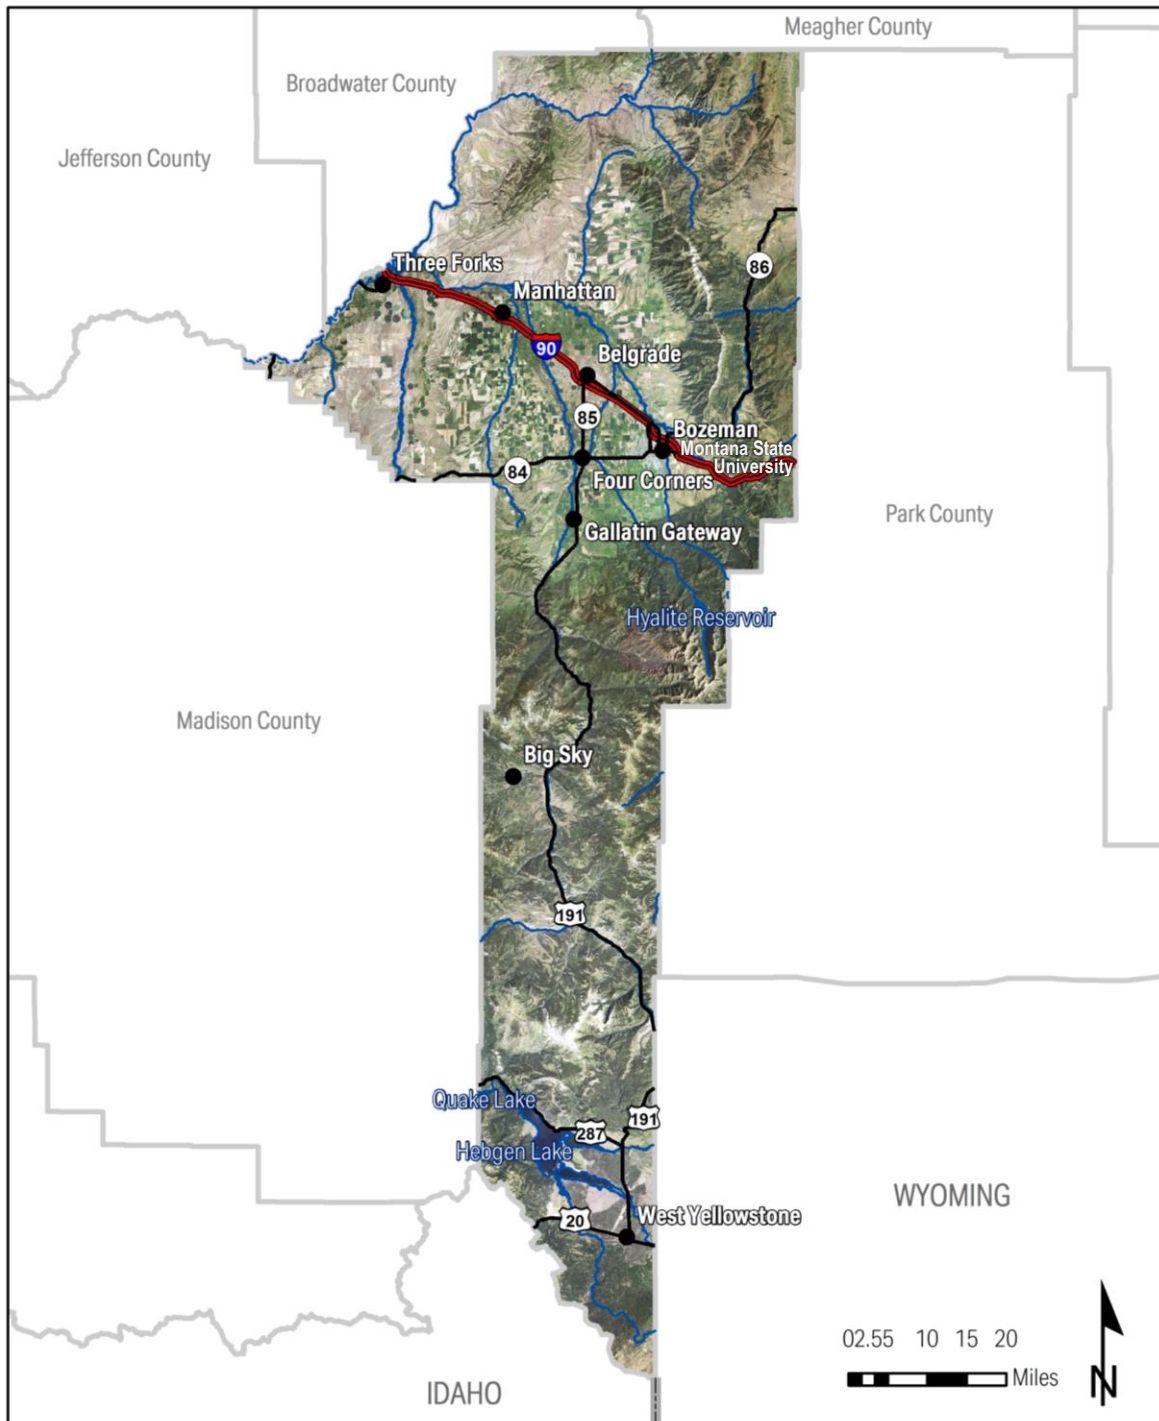 Meagher County
Broadwater County
Jefferson County
Three Forks
86
Manhattan
90
Belgrade
85
Bozeman
Montana State
University
84
Four Corners
Park County
Gallatin Gateway
Hyalite Reservoir
Madison County
Big Sky
191
Quake Lake
191
287
Hebgen Lake
WYOMING
20
West Yellowstone
02.55 10 15 20
Miles
N
IDAHO